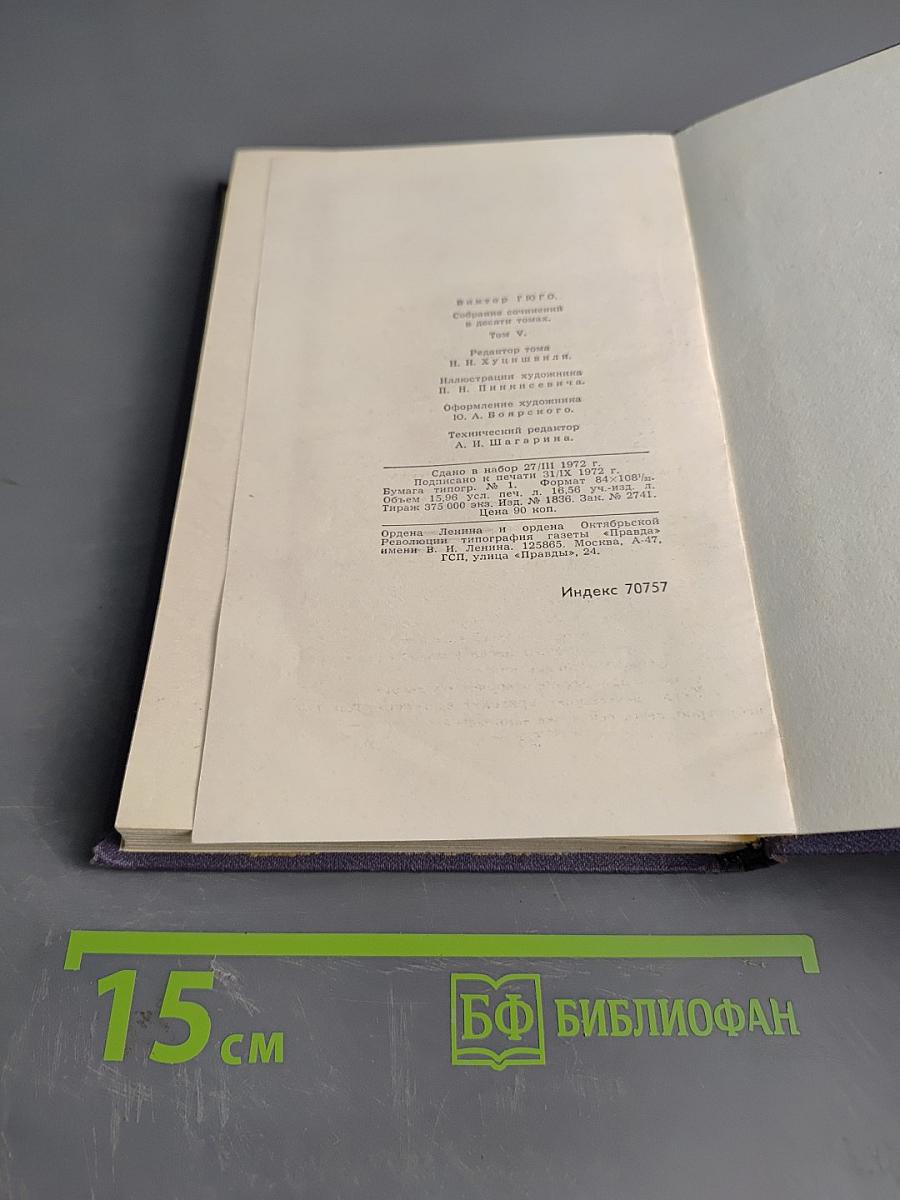 Виктор ГЮГО.
Собрание сочинений
в десяти томах.
Том V.
Редактор тома
Н. И. Хуцишвили.
Иллюстрации художника
П. Н. Пинкисевича.
Оформление художника
Ю. А. Боярского.
Технический редактор
А. И. Шагарина.
Сдано в набор 27/III 1972 г.
Подписано к печати 31/IX 1972 г.
Бумага типогр. № 1. Формат 84×108¹/₃₂.
Объем 15,96 усл. печ. л. 16,56 уч.-изд. л.
Тираж 375 000 экз. Изд. № 1836. Зак. № 2741.
Цена 90 коп.
Ордена Ленина и ордена Октябрьской
Революции типография газеты «Правда»
имени В. И. Ленина. 125865. Москва, А-47,
ГСП, улица «Правды», 24.
Индекс 70757
15 см
БФ БИБЛИОФАН